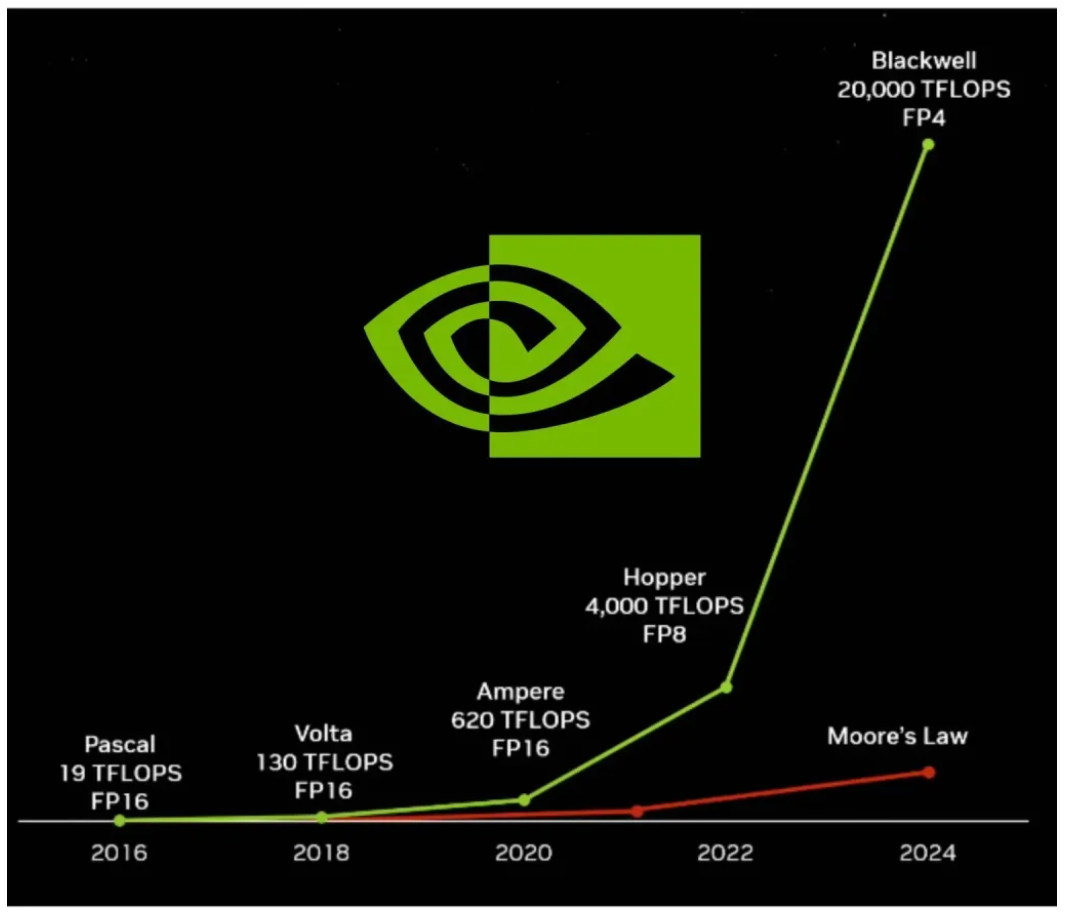 Blackwell
20,000 TFLOPS
FP4
Hopper
4,000 TFLOPS
FP8
Ampere
620 TFLOPS
FP16
Volta
130 TFLOPS
FP16
Pascal
19 TFLOPS
FP16
Moore's Law
2016
2018
2020
2022
2024